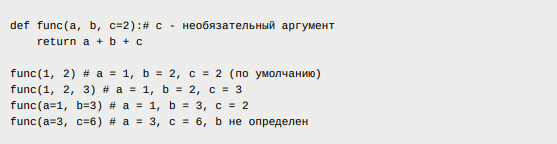 def func(a, b, c=2):# c - необязательный аргумент
    return a + b + c
func(1, 2) # a = 1, b = 2, c = 2 (по умолчанию)
func(1, 2, 3) # a = 1, b = 2, c = 3
func(a=1, b=3) # a = 1, b = 3, c = 2
func(a=3, c=6) # a = 3, c = 6, b не определен